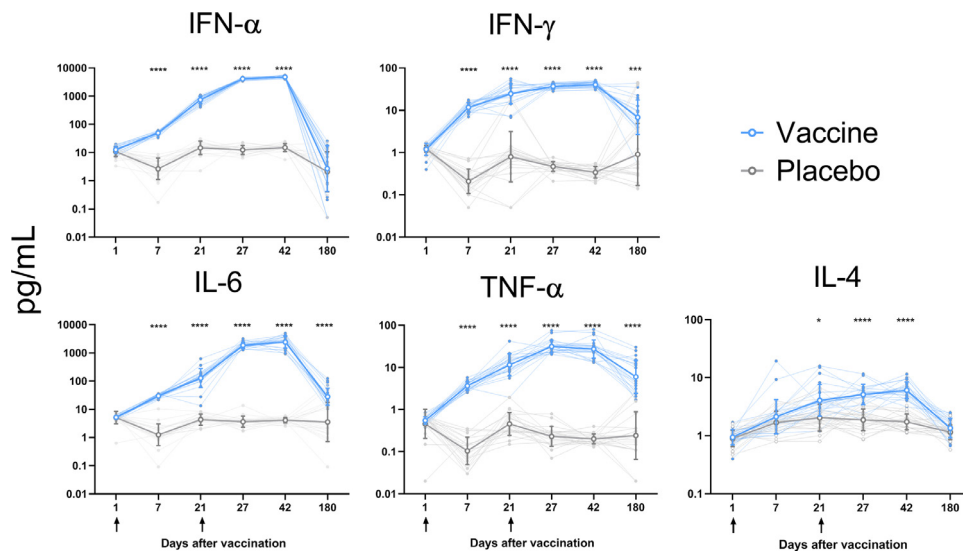 IFN-α
IFN-γ
**** **** **** ****
**** **** **** **** ***
10000
1000
100
10
1
0.1
0.01
100
10
1
0.1
0.01
1 7 21 27 42 180
1 7 21 27 42 180
Vaccine
Placebo
pg/mL
IL-6
TNF-α
IL-4
**** **** **** **** ****
**** **** **** **** ****
* **** ****
10000
1000
100
10
1
0.1
0.01
100
10
1
0.1
0.01
100
10
1
0.1
1 7 21 27 42 180
1 7 21 27 42 180
1 7 21 27 42 180
Days after vaccination
Days after vaccination
Days after vaccination